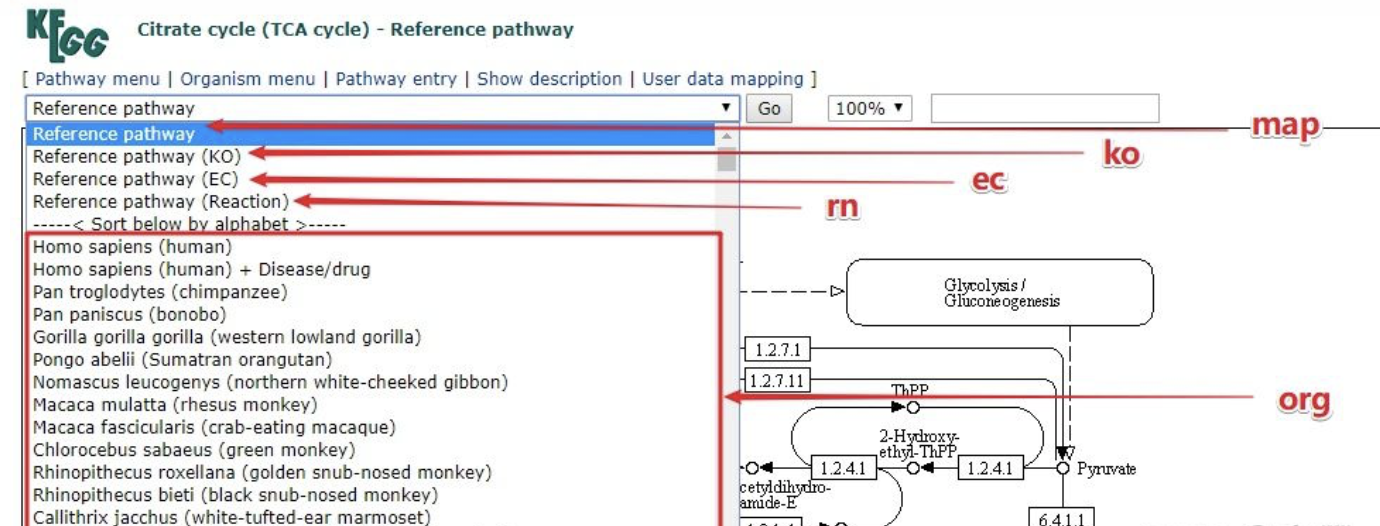 KEGG
Citrate cycle (TCA cycle) - Reference pathway
[ Pathway menu | Organism menu | Pathway entry | Show description | User data mapping ]
Reference pathway ▼ Go 100% ▼
Reference pathway
map
Reference pathway (KO)
ko
Reference pathway (EC)
ec
Reference pathway (Reaction)
rn
-----< Sort below by alphabet >-----
Homo sapiens (human)
Homo sapiens (human) + Disease/drug
Pan troglodytes (chimpanzee)
Pan paniscus (bonobo)
Gorilla gorilla gorilla (western lowland gorilla)
Pongo abelii (Sumatran orangutan)
Nomascus leucogenys (northern white-cheeked gibbon)
Macaca mulatta (rhesus monkey)
Macaca fascicularis (crab-eating macaque)
Chlorocebus sabaeus (green monkey)
Rhinopithecus roxellana (golden snub-nosed monkey)
Rhinopithecus bieti (black snub-nosed monkey)
Callithrix jacchus (white-tufted-ear marmoset)
org
Glycolysis /
Gluconeogenesis
1.2.7.1
1.2.7.11
ThPP
2-Hydroxy-
ethyl-ThPP
1.2.4.1
1.2.4.1
Pyruvate
cetyldihydro-
amide-E
6.4.1.1